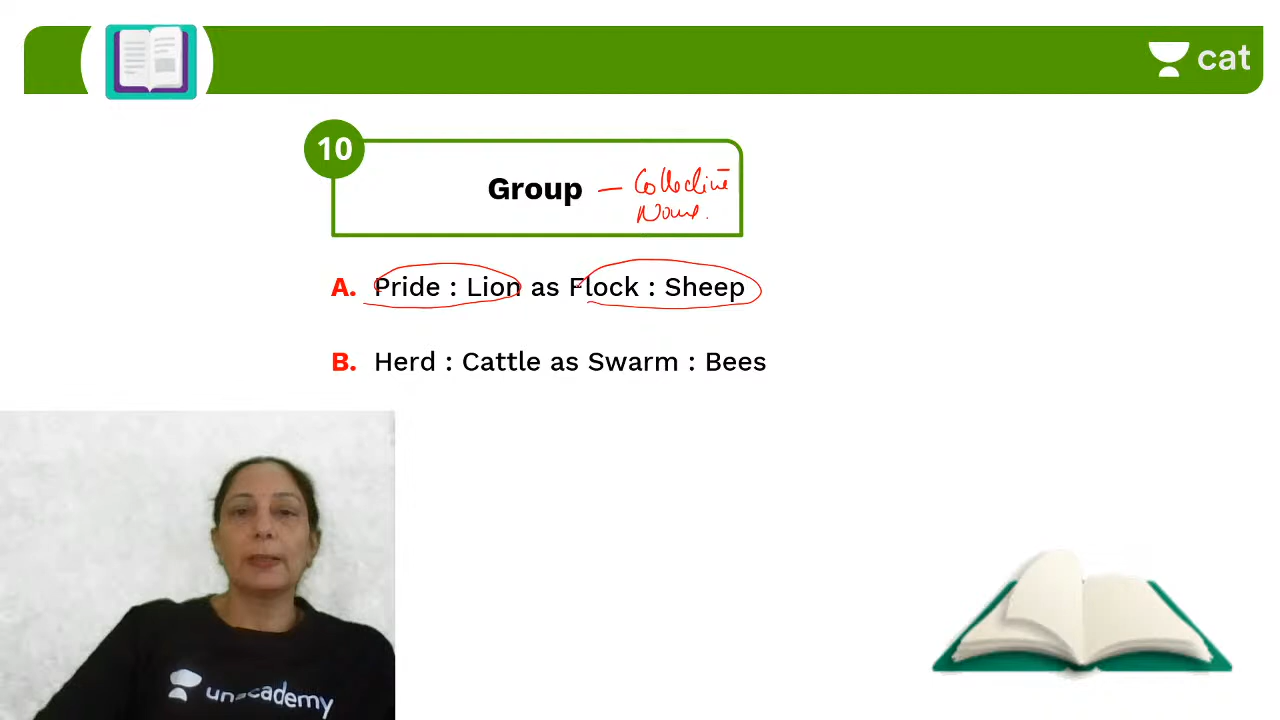 cat
10
Group — Collective
Noun.
A. Pride : Lion as Flock : Sheep
B. Herd : Cattle as Swarm : Bees
unacademy